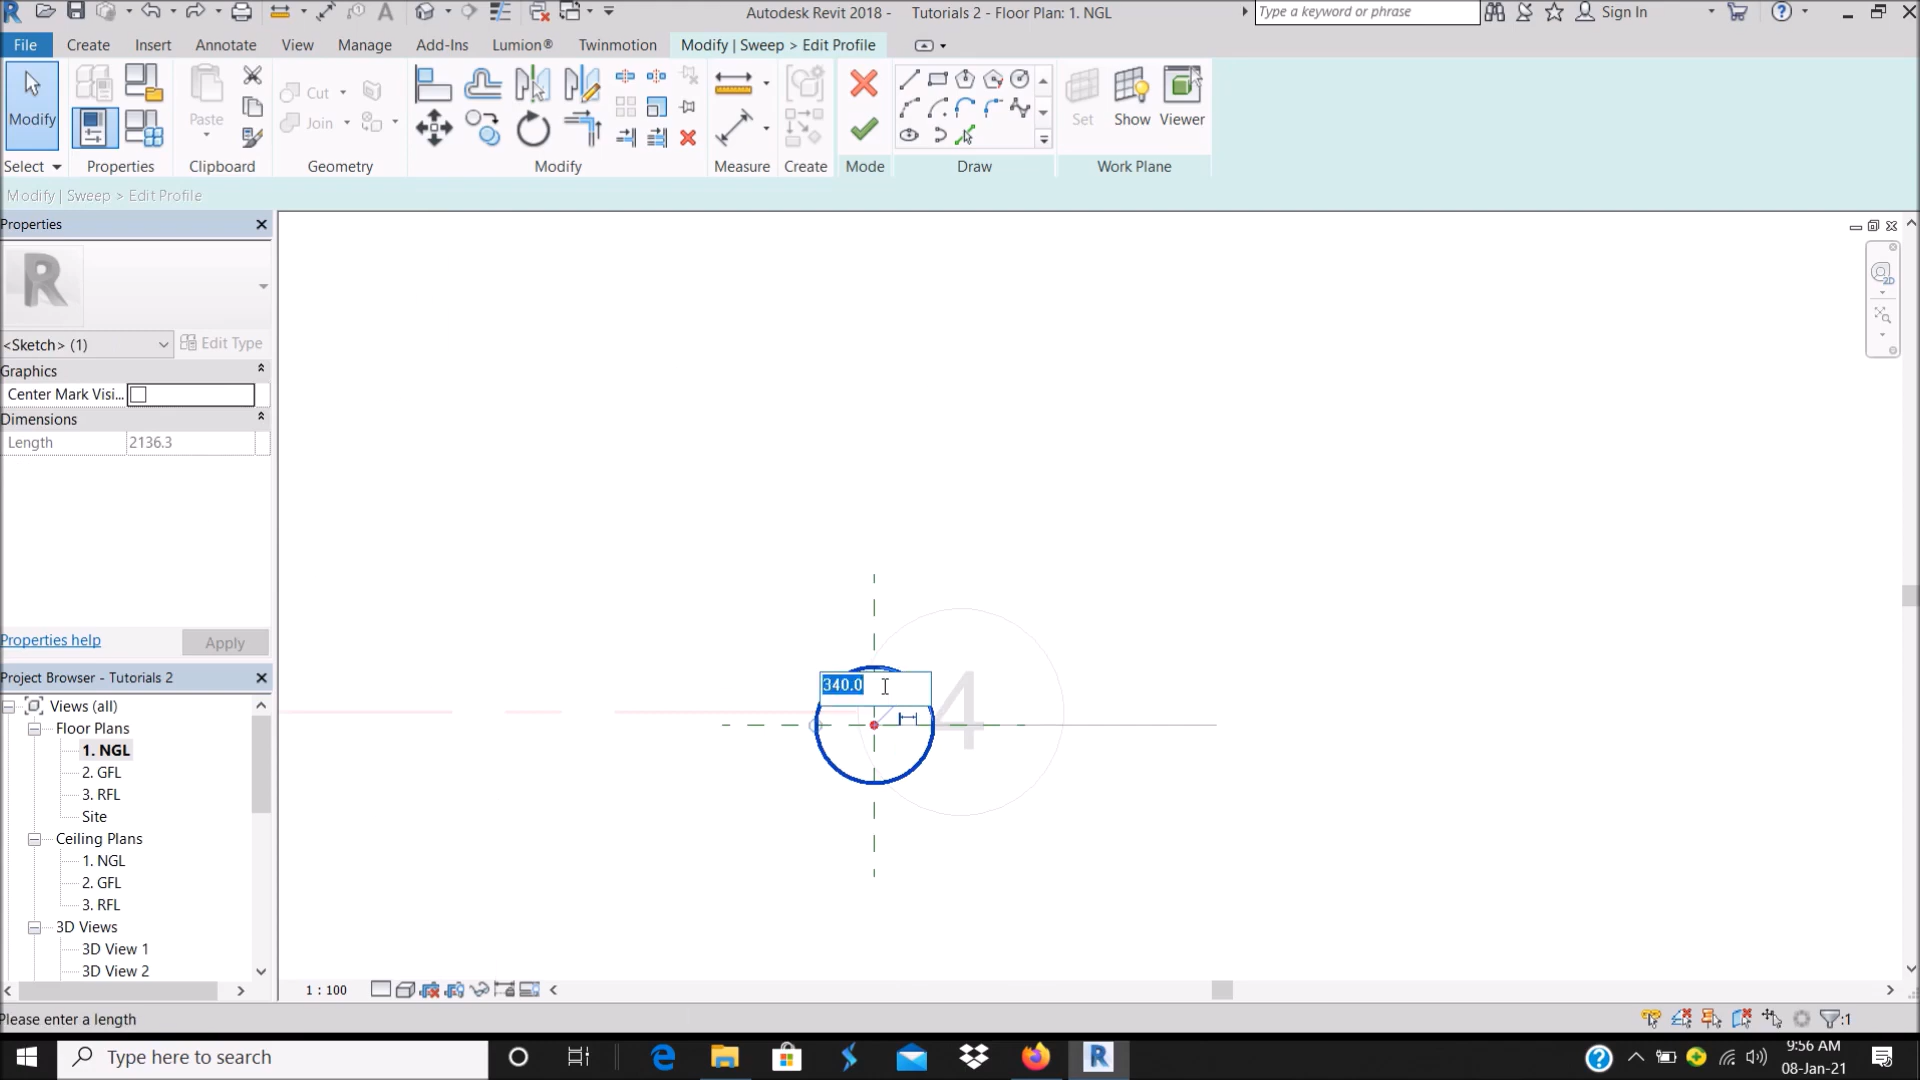 Autodesk Revit 2018 - Tutorials 2 - Floor Plan: 1. NGL
Type a keyword or phrase
Sign In
File Create Insert Annotate View Manage Add-Ins Lumion® Twinmotion Modify | Sweep > Edit Profile
Modify
Paste
Cut
Join
Set Show Viewer
Select Properties Clipboard Geometry Modify Measure Create Mode Draw Work Plane
Modify | Sweep > Edit Profile
Properties
<Sketch> (1)
Edit Type
Graphics
Center Mark Visi...
Dimensions
Length 2136.3
Properties help
Apply
Project Browser - Tutorials 2
Views (all)
Floor Plans
1. NGL
2. GFL
3. RFL
Site
Ceiling Plans
1. NGL
2. GFL
3. RFL
3D Views
3D View 1
3D View 2
340.0
4
2D
1 : 100
Please enter a length
:1
Type here to search
9:56 AM
08-Jan-21